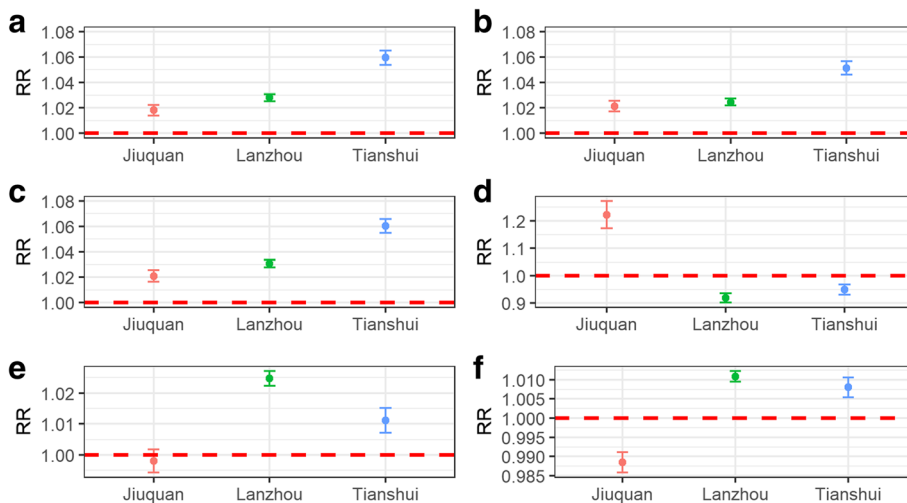 a
RR
1.08
1.06
1.04
1.02
1.00
Jiuquan Lanzhou Tianshui
b
RR
1.08
1.06
1.04
1.02
1.00
Jiuquan Lanzhou Tianshui
c
RR
1.08
1.06
1.04
1.02
1.00
Jiuquan Lanzhou Tianshui
d
RR
1.2
1.1
1.0
0.9
Jiuquan Lanzhou Tianshui
e
RR
1.02
1.01
1.00
Jiuquan Lanzhou Tianshui
f
RR
1.010
1.005
1.000
0.995
0.990
0.985
Jiuquan Lanzhou Tianshui